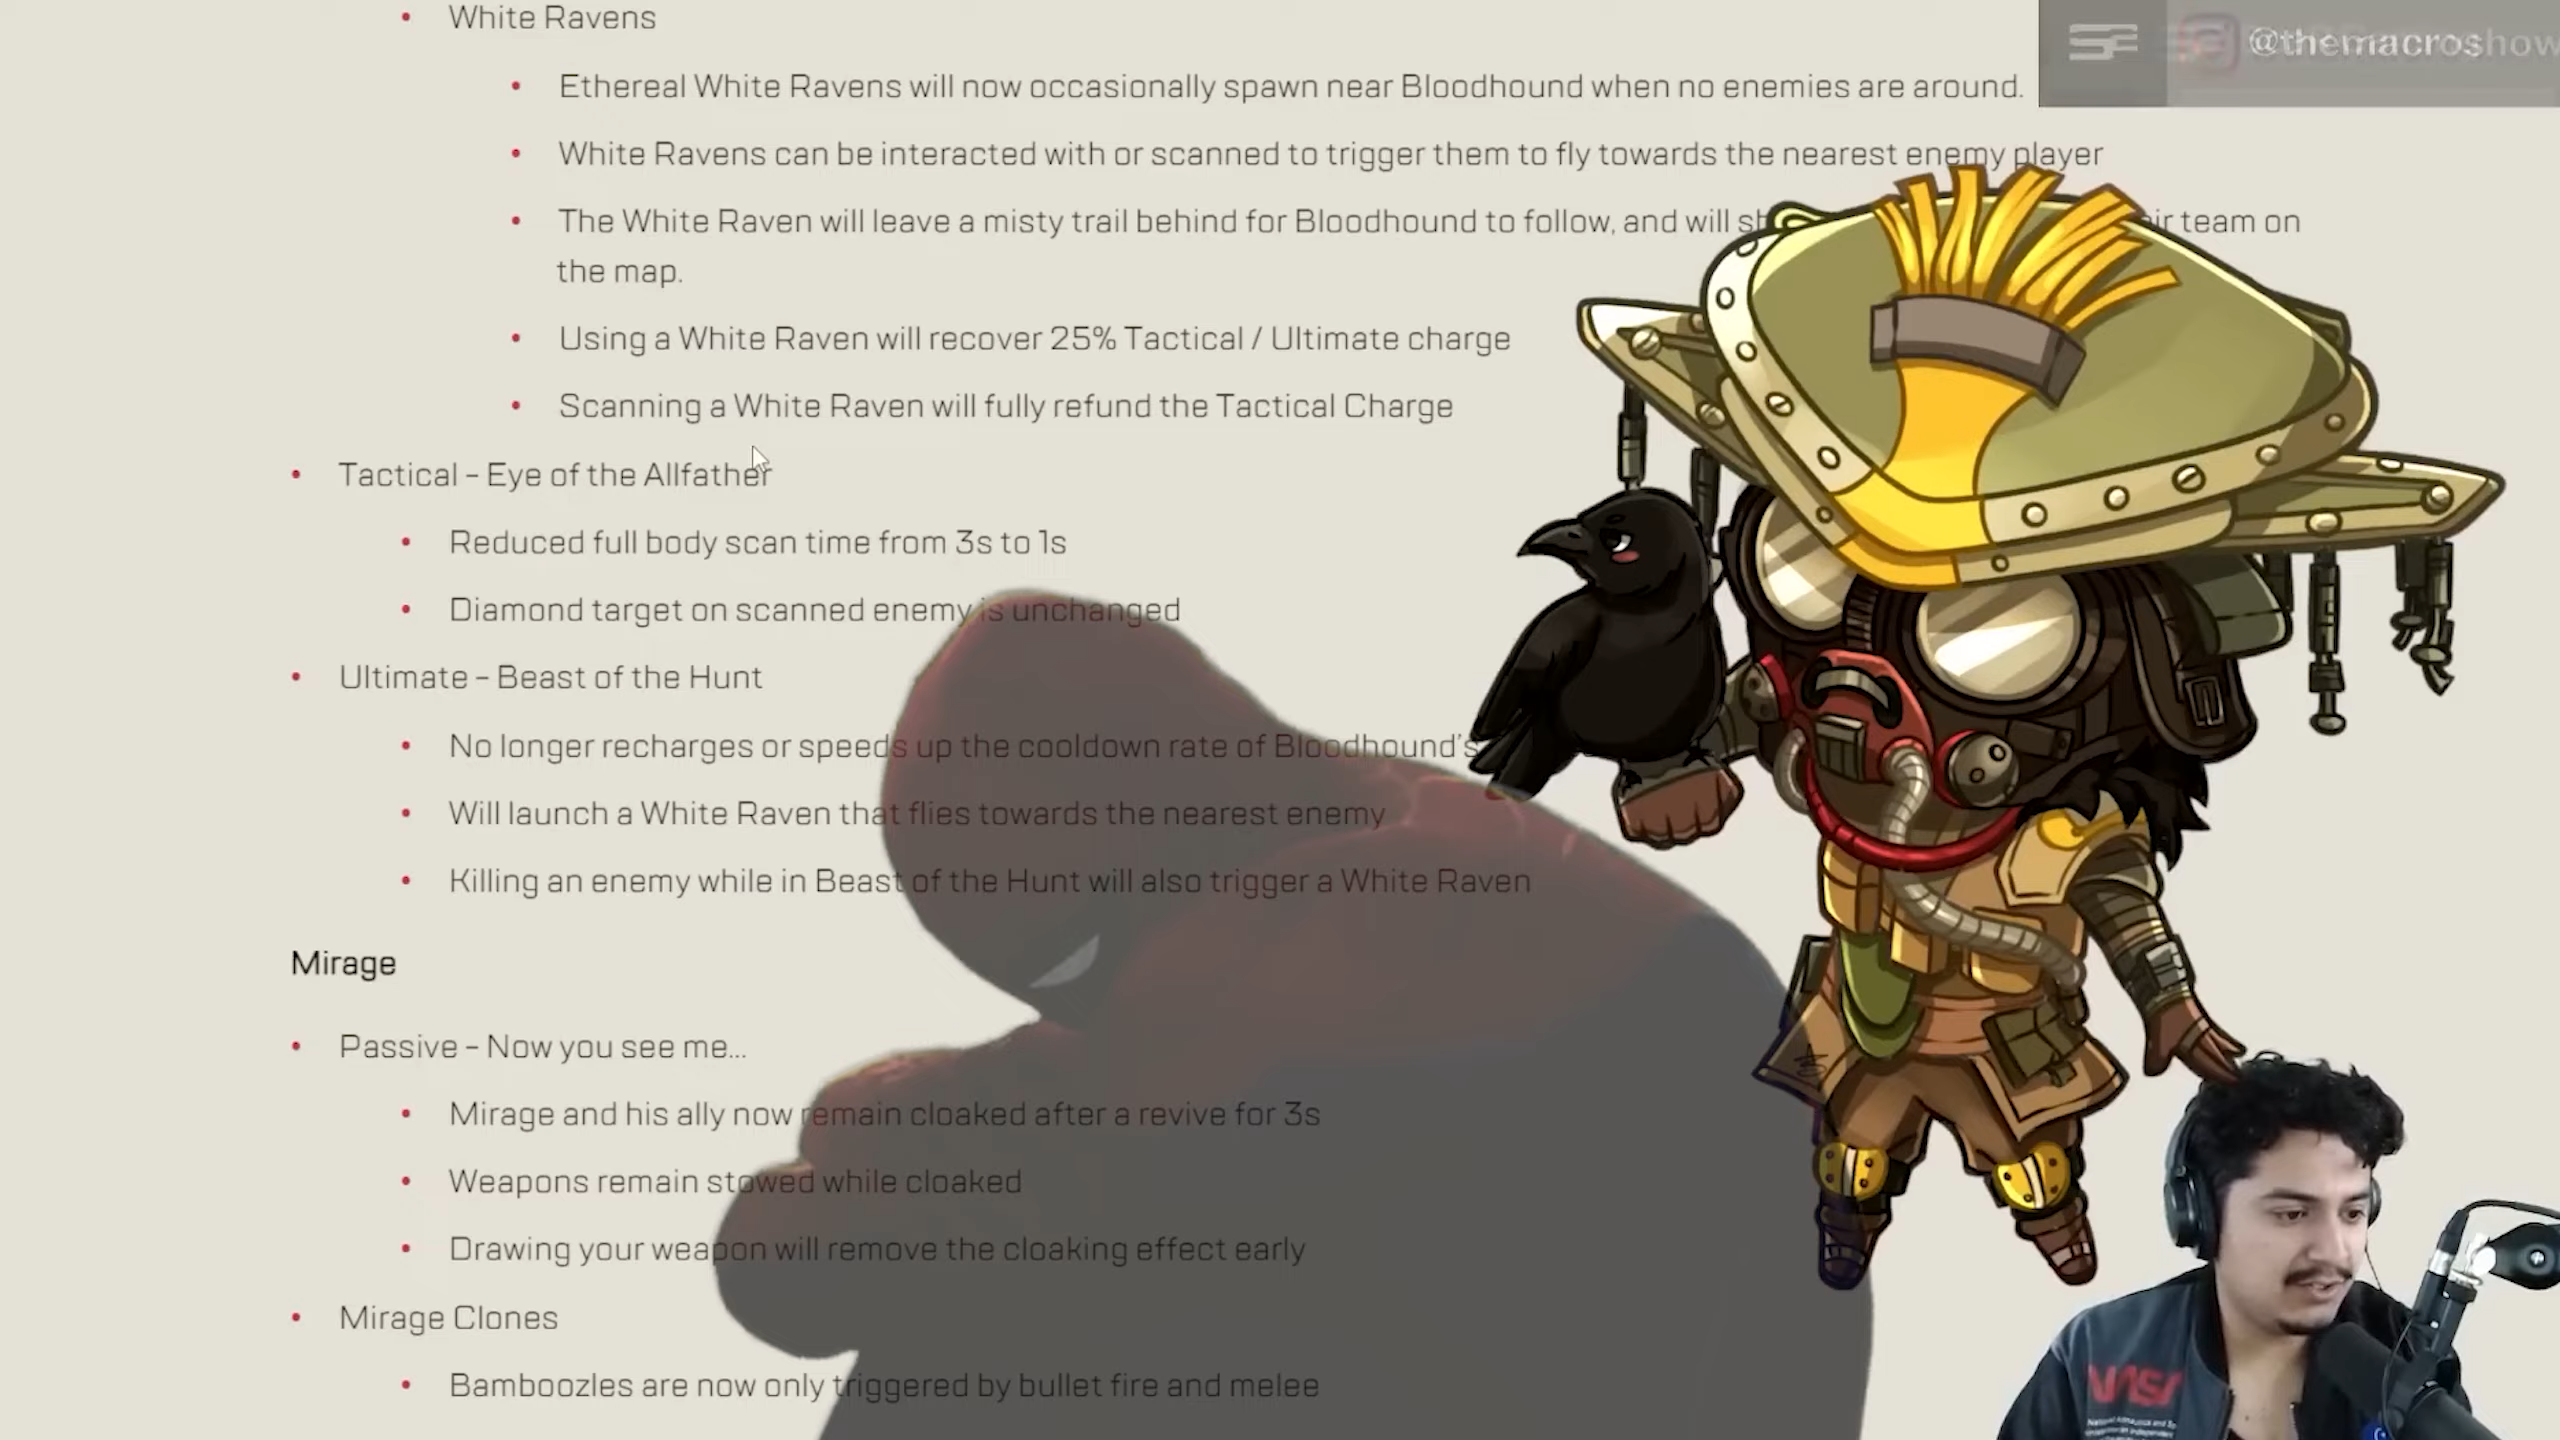 White Ravens
@themacroshow
Ethereal White Ravens will now occasionally spawn near Bloodhound when no enemies are around.
White Ravens can be interacted with or scanned to trigger them to fly towards the nearest enemy player
The White Raven will leave a misty trail behind for Bloodhound to follow, and will team on
the map.
Using a White Raven will recover 25% Tactical / Ultimate charge
Scanning a White Raven will fully refund the Tactical Charge
Tactical – Eye of the Allfather
Reduced full body scan time from 3s to 1s
Diamond target on scanned enemy is unchanged
Ultimate – Beast of the Hunt
No longer recharges or speeds up the cooldown rate of Bloodhound's
Will launch a White Raven that flies towards the nearest enemy
Killing an enemy while in Beast of the Hunt will also trigger a White Raven
Mirage
Passive – Now you see me...
Mirage and his ally now remain cloaked after a revive for 3s
Weapons remain stowed while cloaked
Drawing your weapon will remove the cloaking effect early
Mirage Clones
Bamboozles are now only triggered by bullet fire and melee
NASA